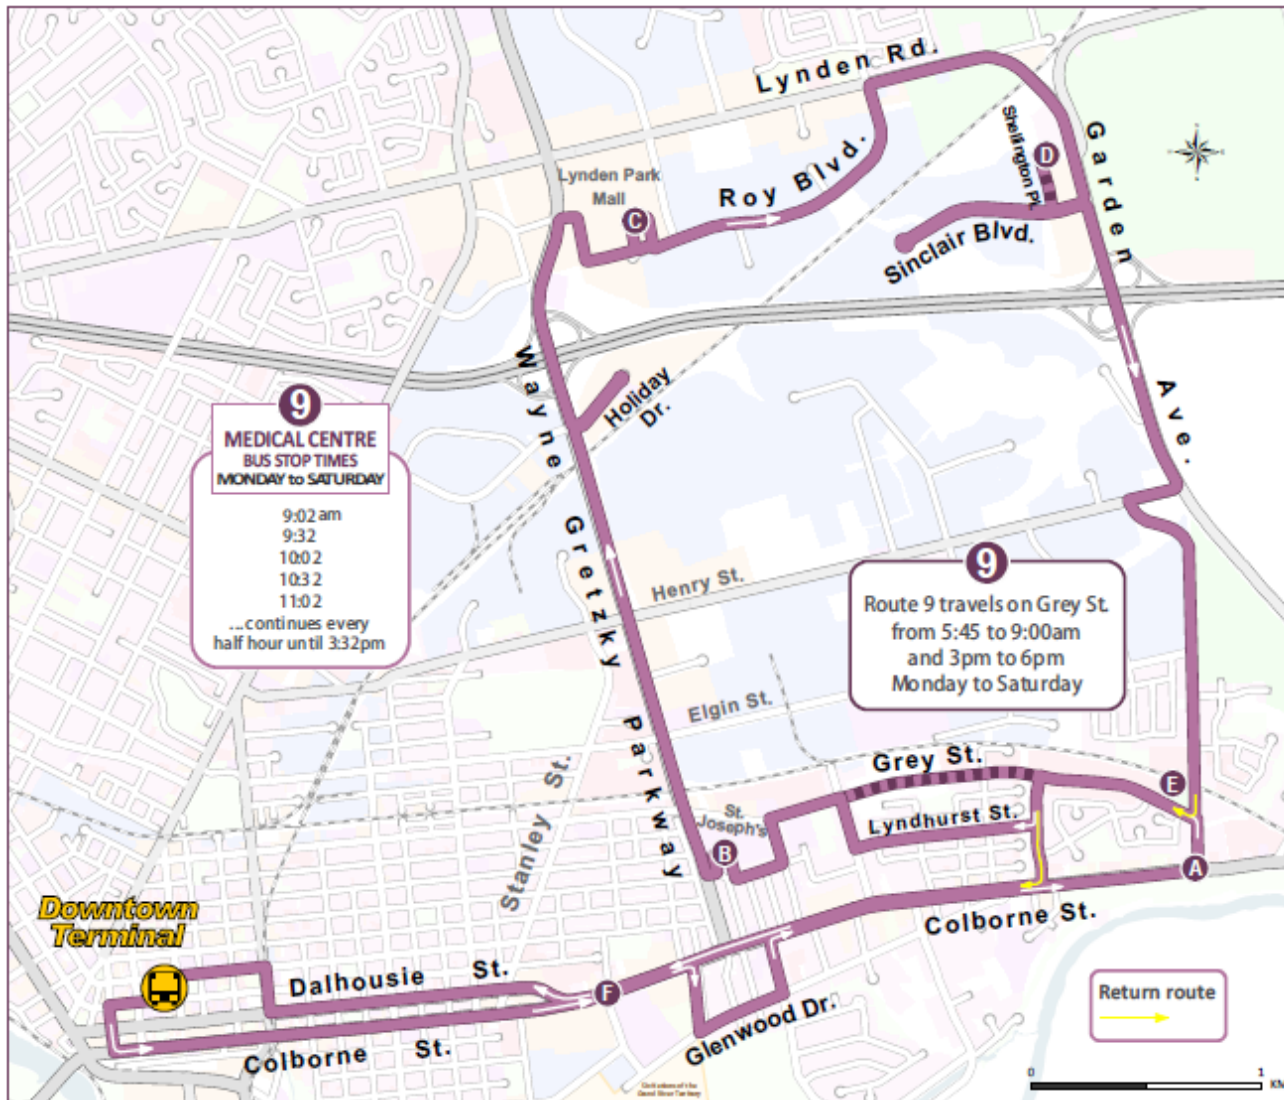 Lynden Rd.
Garden
Ave.
Shellington Pl.
D
Lynden Park
Mall
C
Roy Blvd.
Sinclair Blvd.
Wayne Gretzky Parkway
Holiday
Dr.
9
MEDICAL CENTRE
BUS STOP TIMES
MONDAY to SATURDAY
9:02 am
9:32
10:02
10:32
11:02
...continues every
half hour until 3:32pm
9
Route 9 travels on Grey St.
from 5:45 to 9:00am
and 3pm to 6pm
Monday to Saturday
Henry St.
Elgin St.
Grey St.
E
Stanley St.
St.
Joseph's
Lyndhurst St.
B
A
Colborne St.
Downtown
Terminal
Dalhousie St.
F
Glenwood Dr.
Colborne St.
Return route
0 1
KM